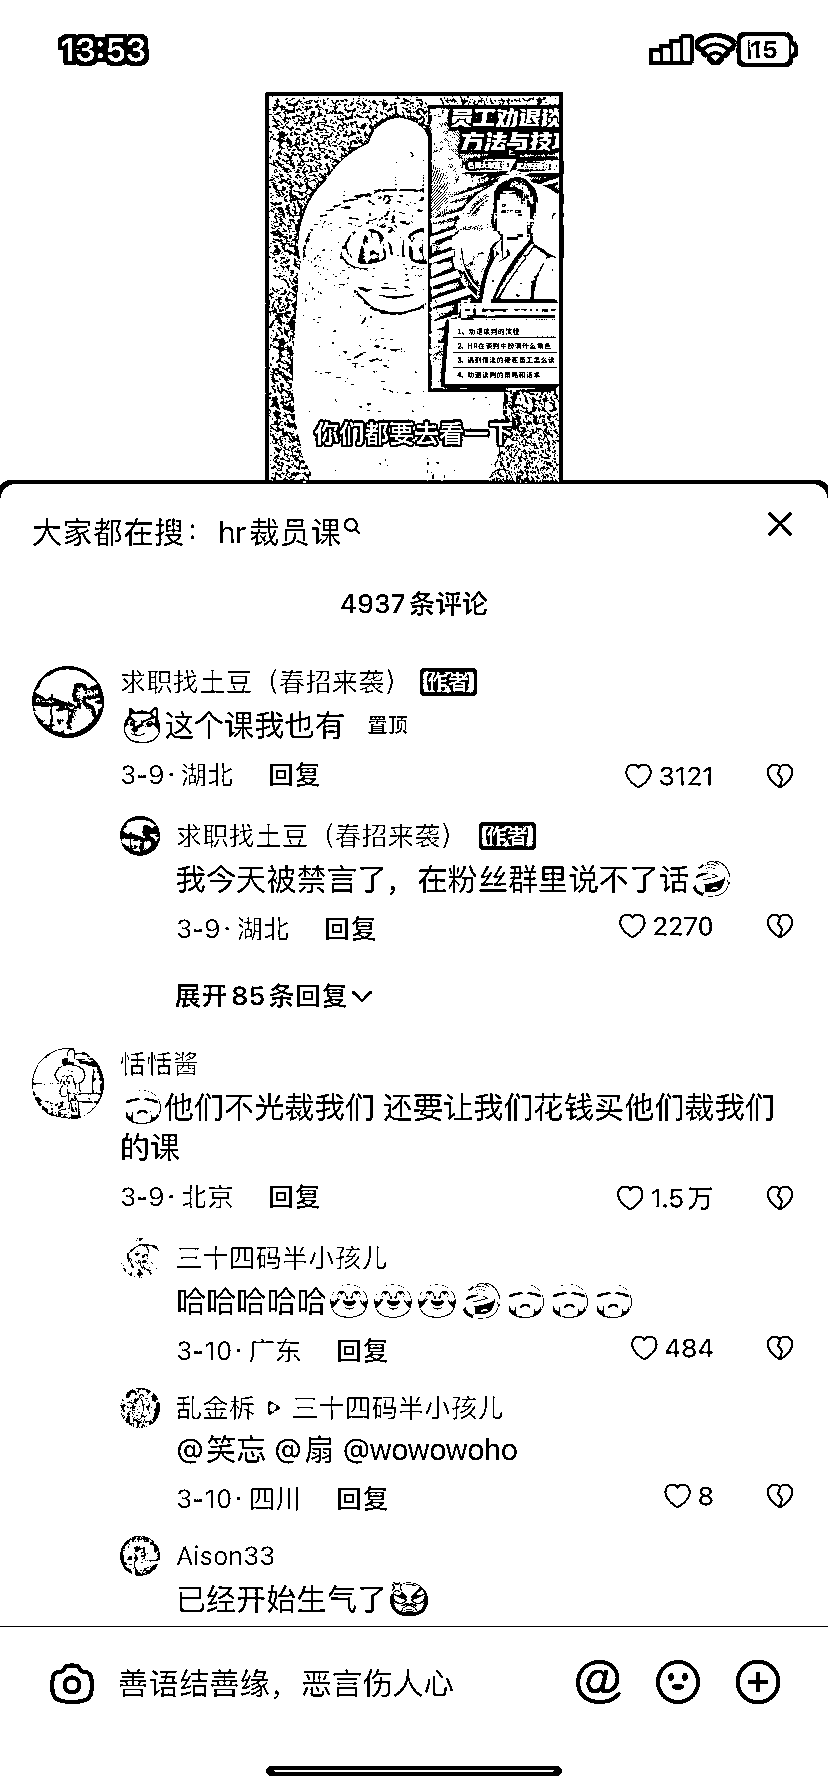 13:53
15
员工劝退谈
方法与技巧
1、劝退谈判的流程
2、HR在谈判中扮演什么角色
3、遇到情况的老板员工怎么谈
4、劝退谈判的策略和话术
你们都要去看一下
大家都在搜：hr裁员课
4937条评论
求职找土豆（春招来袭） 作者
这个课我也有 置顶
3-9·湖北 回复 3121
求职找土豆（春招来袭） 作者
我今天被禁言了，在粉丝群里说不了话
3-9·湖北 回复 2270
展开85条回复
恬恬酱
他们不光裁我们 还要让我们花钱买他们裁我们
的课
3-9·北京 回复 1.5万
三十四码半小孩儿
哈哈哈哈哈
3-10·广东 回复 484
乱金柝 三十四码半小孩儿
@笑忘 @扇 @wowowoho
3-10·四川 回复 8
Aison33
已经开始生气了
善语结善缘，恶言伤人心